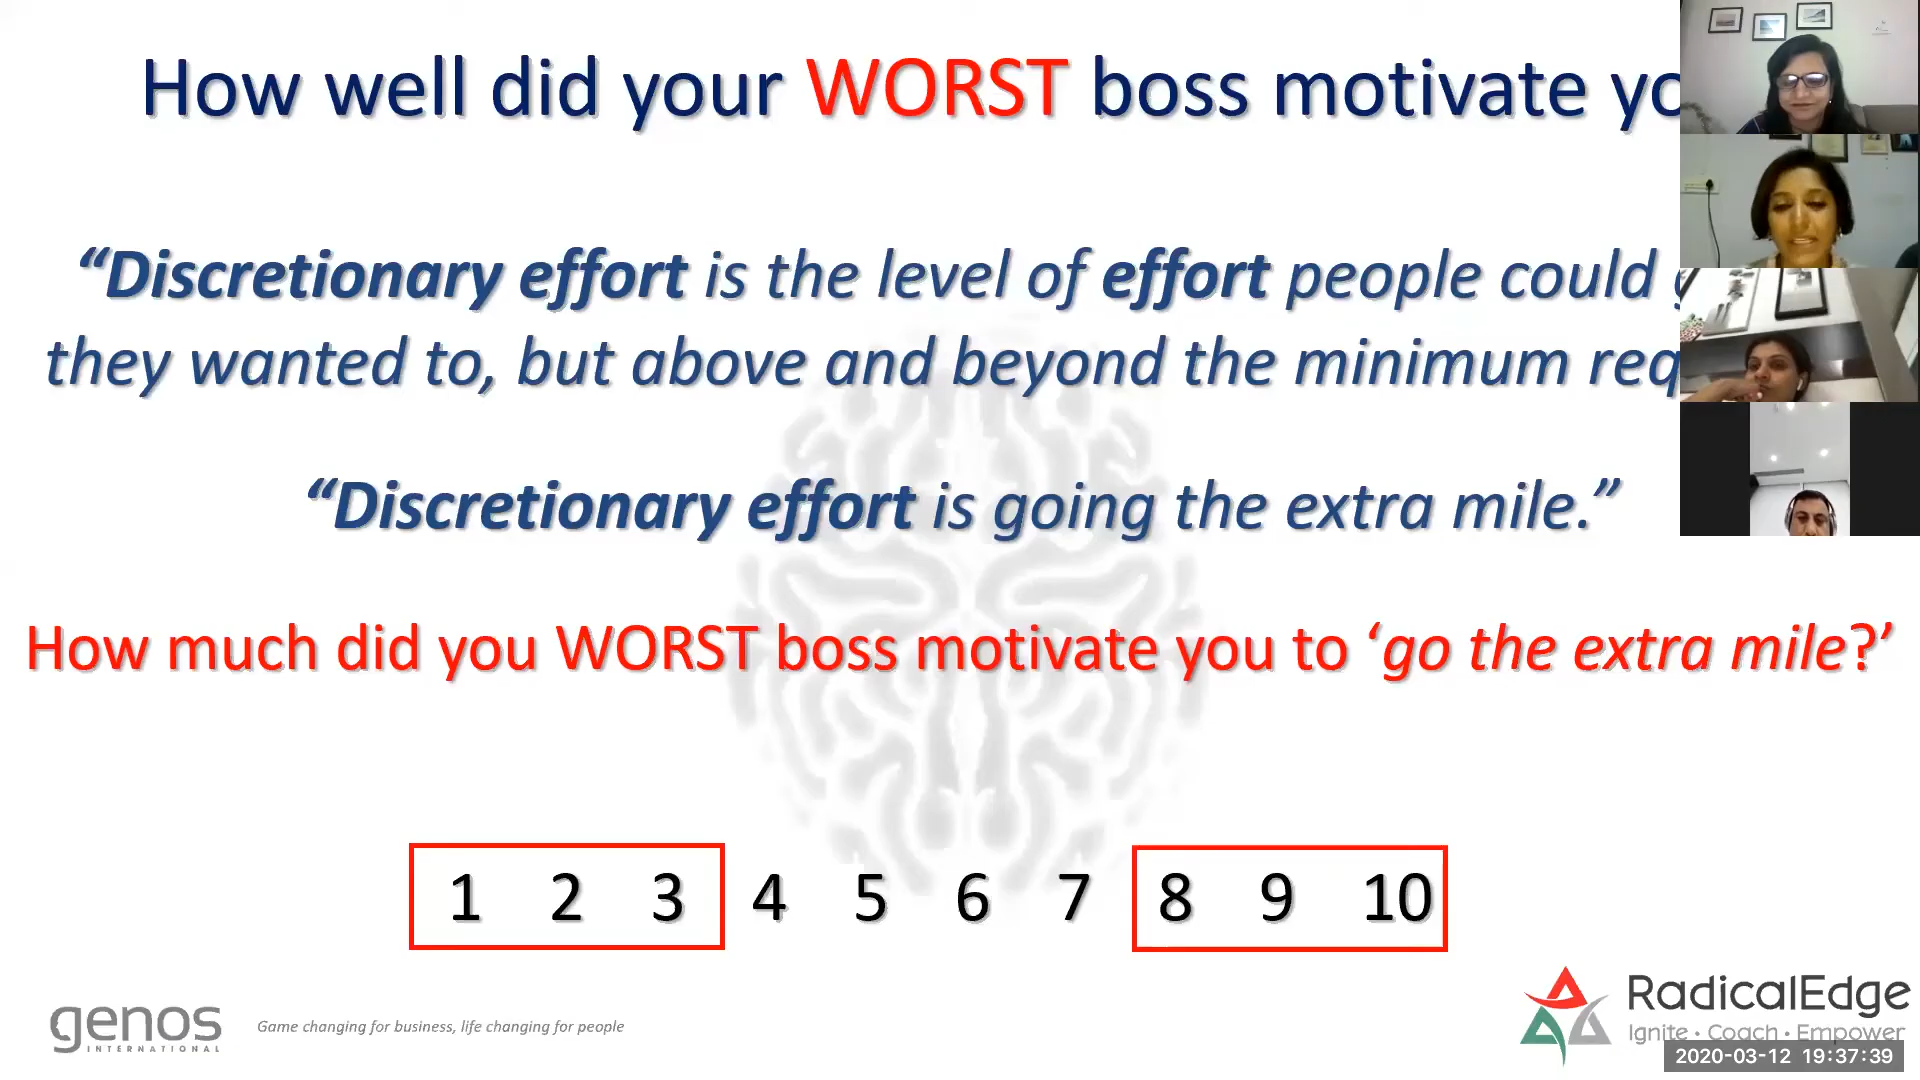 How well did your WORST boss motivate yo
“Discretionary effort is the level of effort people could
they wanted to, but above and beyond the minimum req
“Discretionary effort is going the extra mile.”
How much did you WORST boss motivate you to ‘go the extra mile?’
1 2 3 4 5 6 7 8 9 10
genos
INTERNATIONAL
Game changing for business, life changing for people
RadicalEdge
Ignite • Coach • Empower
2020-03-12 19:37:39